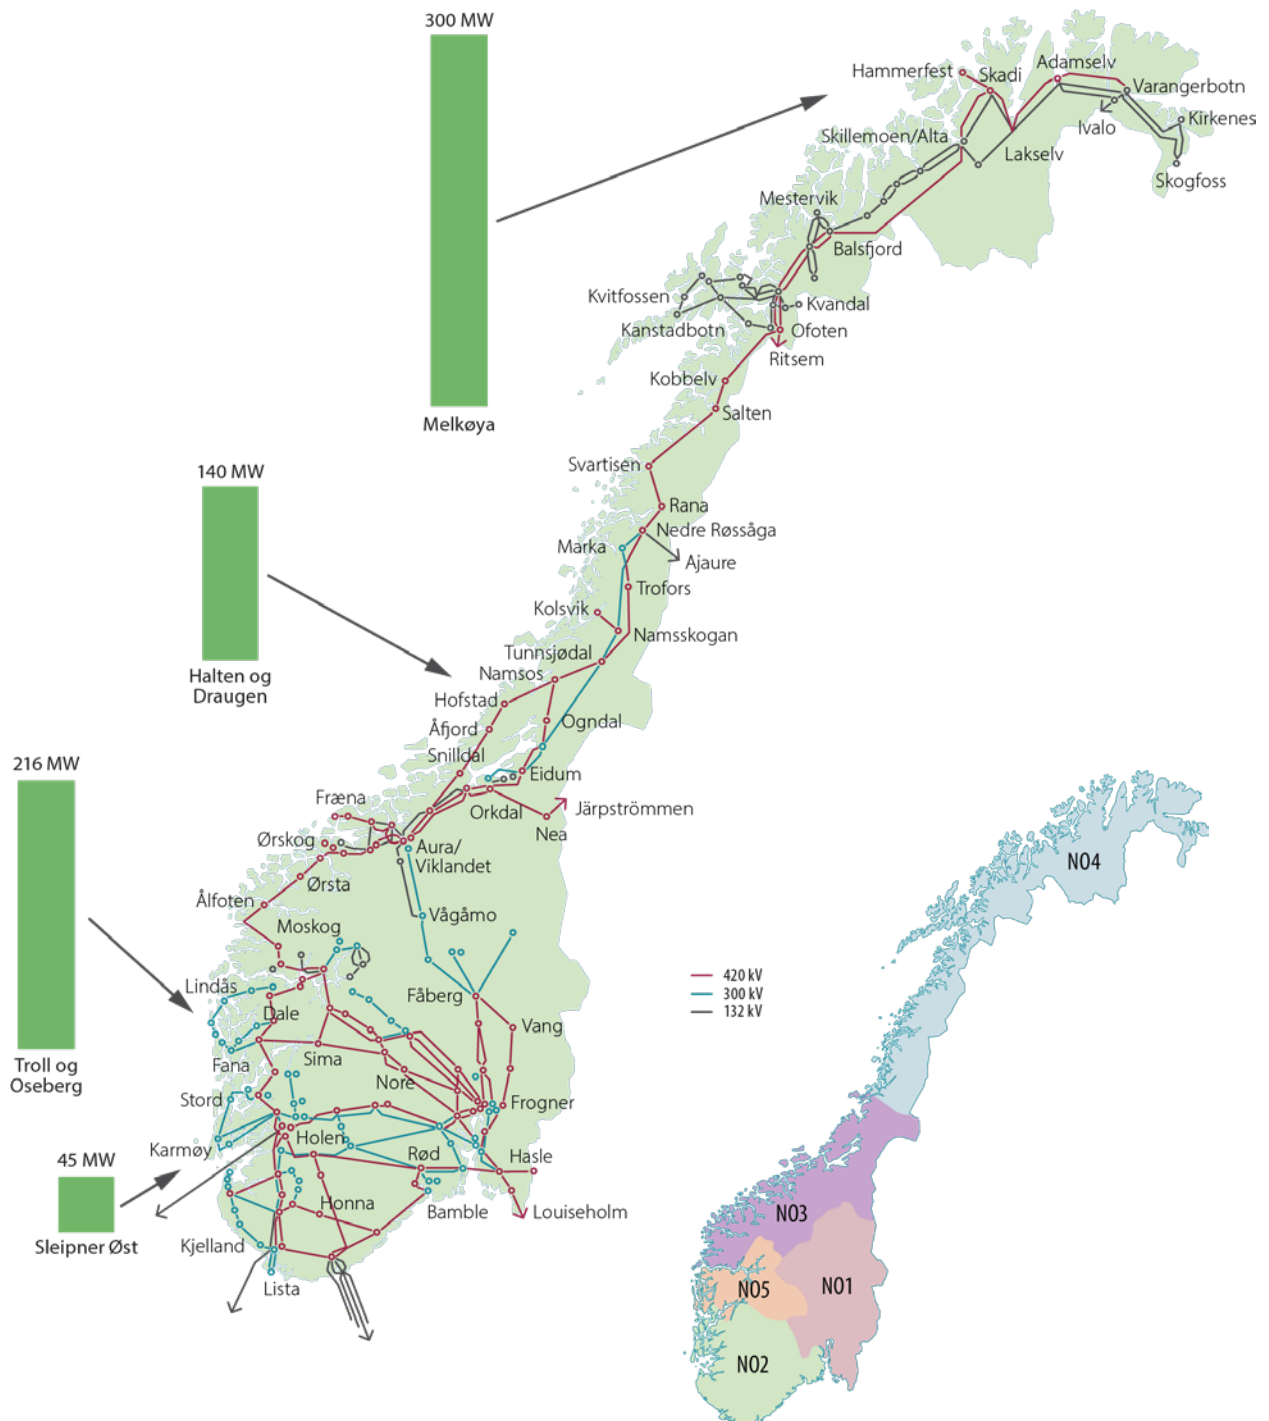 300 MW
Melkøya
140 MW
Halten og
Draugen
216 MW
Troll og
Oseberg
45 MW
Sleipner Øst
Hammerfest
Skadi
Adamselv
Varangerbotn
Ivalo
Kirkenes
Skillemoen/Alta
Lakselv
Skogfoss
Mestervik
Balsfjord
Kvitfossen
Kvandal
Kanstadbotn
Ofoten
Ritsem
Kobbelv
Salten
Svartisen
Rana
Nedre Røssåga
Marka
Ajaure
Trofors
Kolsvik
Namsskogan
Tunnsjødal
Namsos
Hofstad
Ogndal
Åfjord
Snilldal
Eidum
Fræna
Orkdal
Järpströmmen
Nea
Ørskog
Aura/
Viklandet
Ørsta
Ålfoten
Vågåmo
Moskog
Lindås
Fåberg
Dale
Vang
Fana
Sima
Nore
Stord
Frogner
Holen
Karmøy
Rød
Hasle
Honna
Bamble
Louiseholm
Kjelland
Lista
420 kV
300 kV
132 kV
NO4
NO3
NO5
NO1
NO2